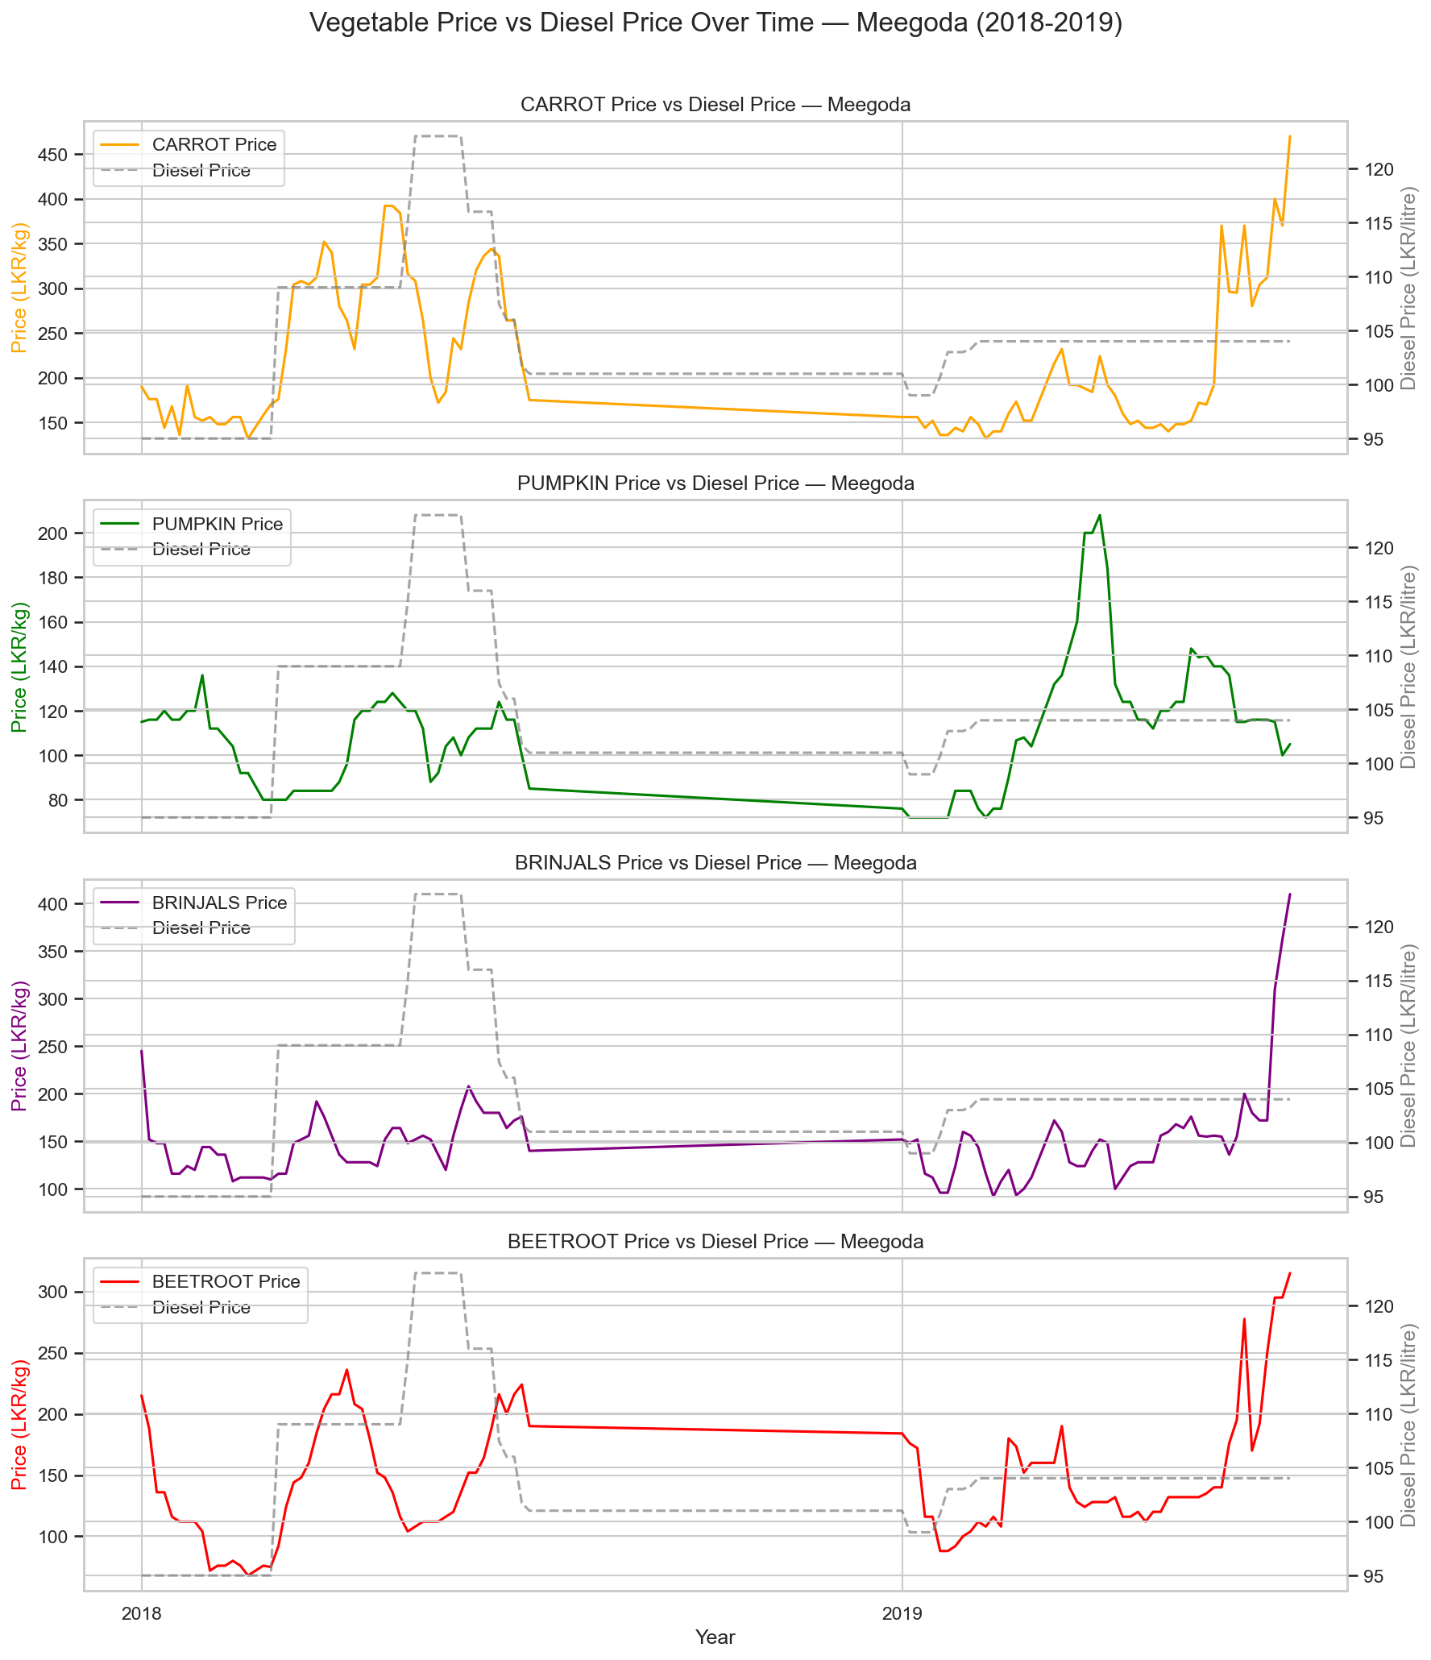 Vegetable Price vs Diesel Price Over Time — Meegoda (2018-2019)
CARROT Price vs Diesel Price — Meegoda
CARROT Price
Diesel Price
Price (LKR/kg)
450
400
350
300
250
200
150
120
115
110
105
100
95
Diesel Price (LKR/litre)
PUMPKIN Price vs Diesel Price — Meegoda
PUMPKIN Price
Diesel Price
Price (LKR/kg)
200
180
160
140
120
100
80
120
115
110
105
100
95
Diesel Price (LKR/litre)
BRINJALS Price vs Diesel Price — Meegoda
BRINJALS Price
Diesel Price
Price (LKR/kg)
400
350
300
250
200
150
100
120
115
110
105
100
95
Diesel Price (LKR/litre)
BEETROOT Price vs Diesel Price — Meegoda
BEETROOT Price
Diesel Price
Price (LKR/kg)
300
250
200
150
100
120
115
110
105
100
95
Diesel Price (LKR/litre)
2018
2019
Year